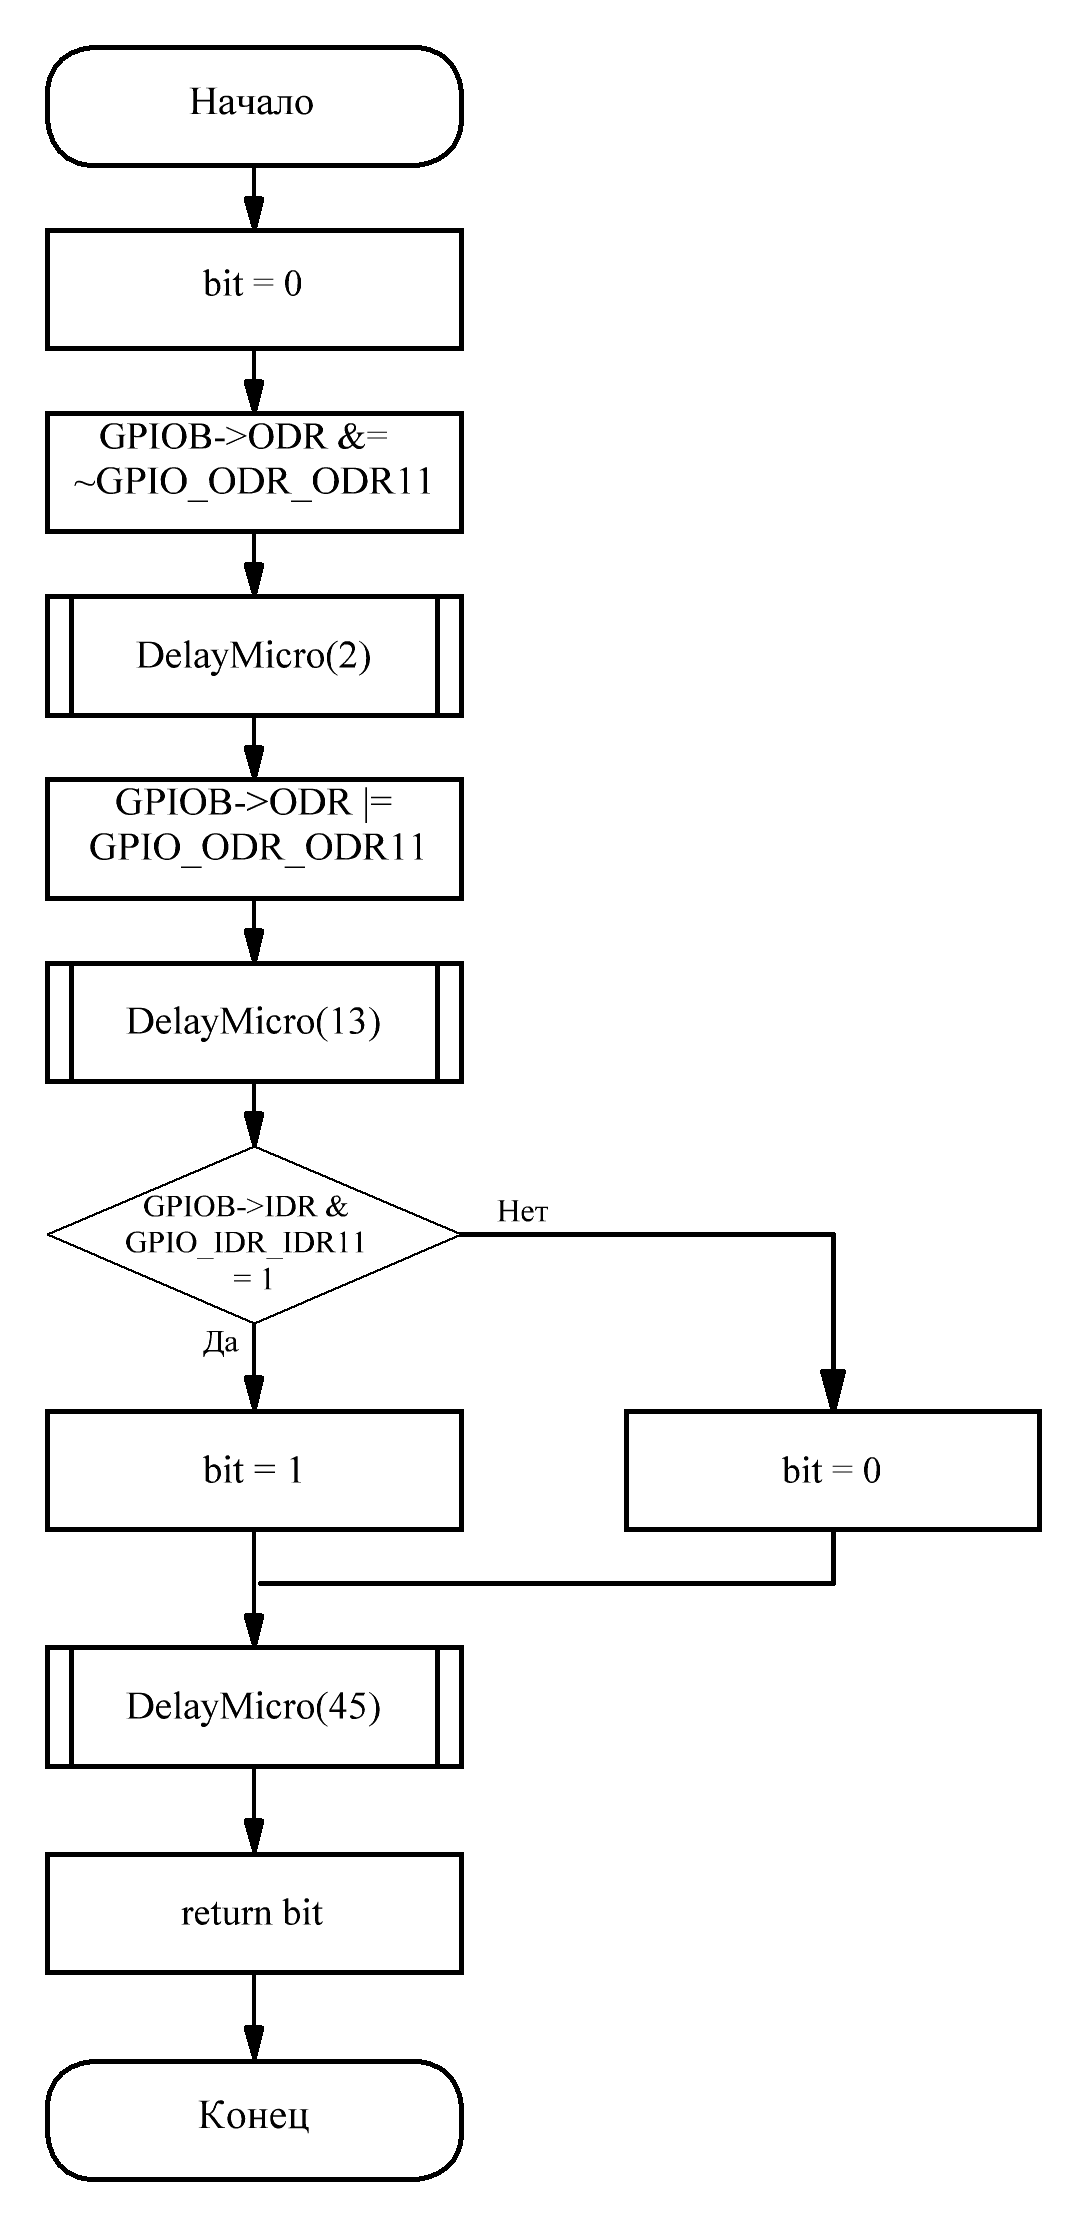 Начало
bit = 0
GPIOB->ODR &=
~GPIO_ODR_ODR11
DelayMicro(2)
GPIOB->ODR |=
GPIO_ODR_ODR11
DelayMicro(13)
GPIOB->IDR &
GPIO_IDR_IDR11
= 1
Нет
Да
bit = 1
bit = 0
DelayMicro(45)
return bit
Конец